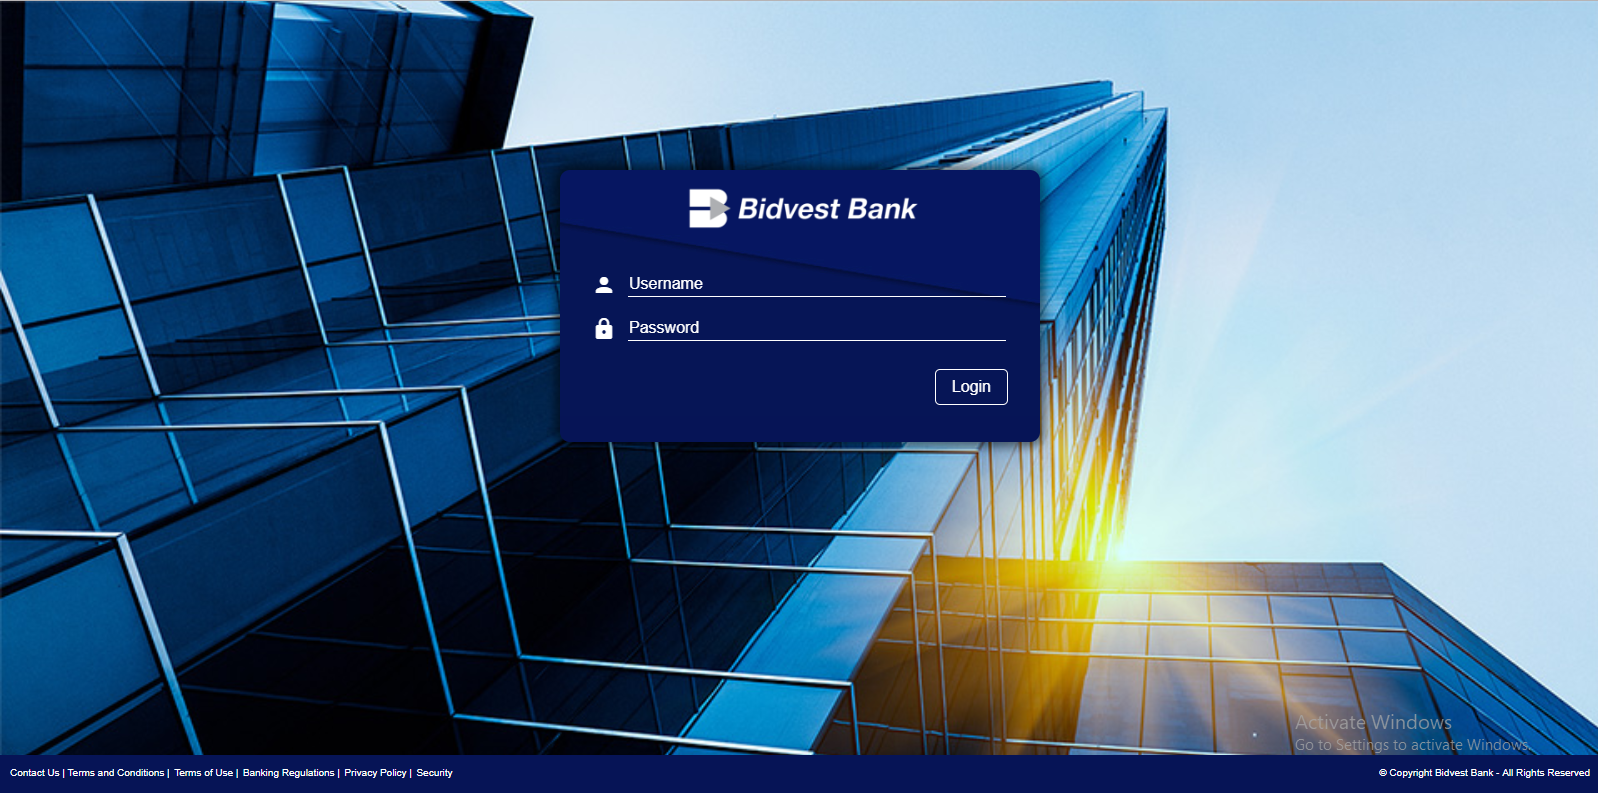 Bidvest Bank
Username
Password
Login
Activate Windows
Go to Settings to activate Windows.
Contact Us | Terms and Conditions | Terms of Use | Banking Regulations | Privacy Policy | Security
© Copyright Bidvest Bank - All Rights Reserved